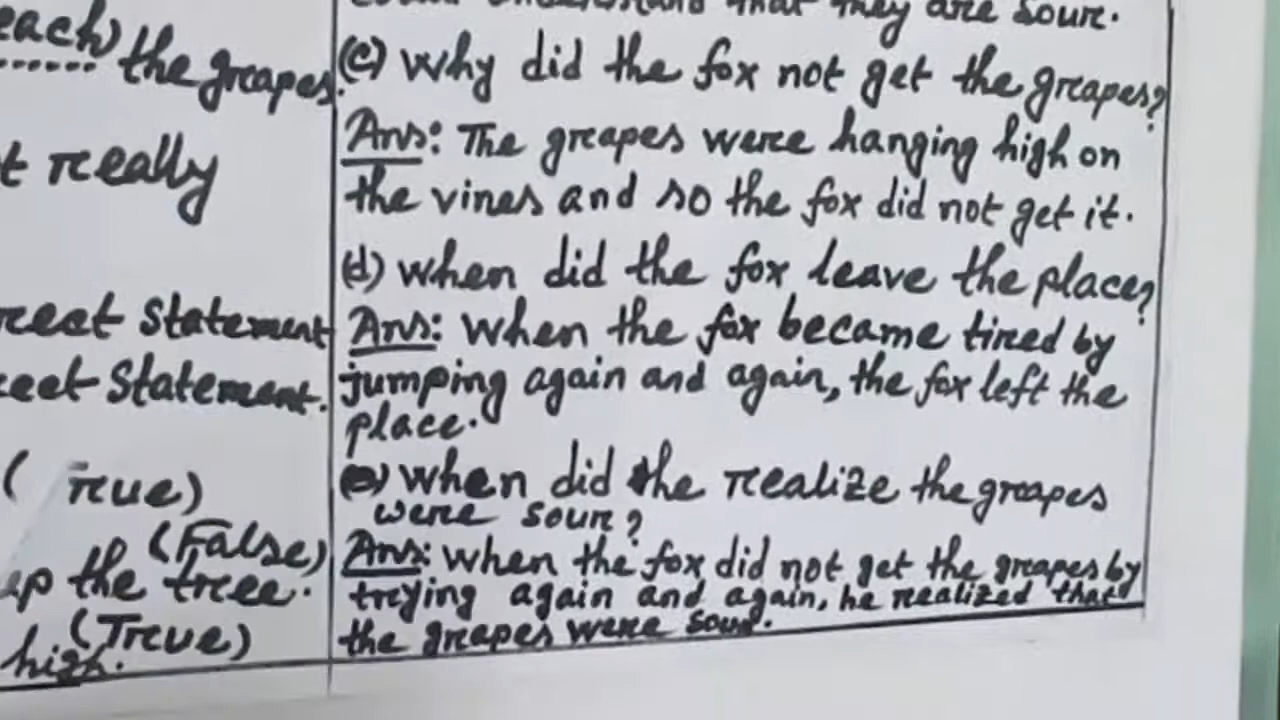 each)
the grapes.
t really
rect Statement
rect Statement.
( True)
(False)
up the tree.
(True)
high.
that they are sour.
(c) Why did the fox not get the grapes?
Ans: The grapes were hanging high on
the vines and so the fox did not get it.
(d) When did the fox leave the place?
Ans: When the fox became tired by
jumping again and again, the fox left the
place.
(e) When did the realize the grapes
were sour?
Ans: When the fox did not get the grapes by
trying again and again, he realized that
the grapes were sour.